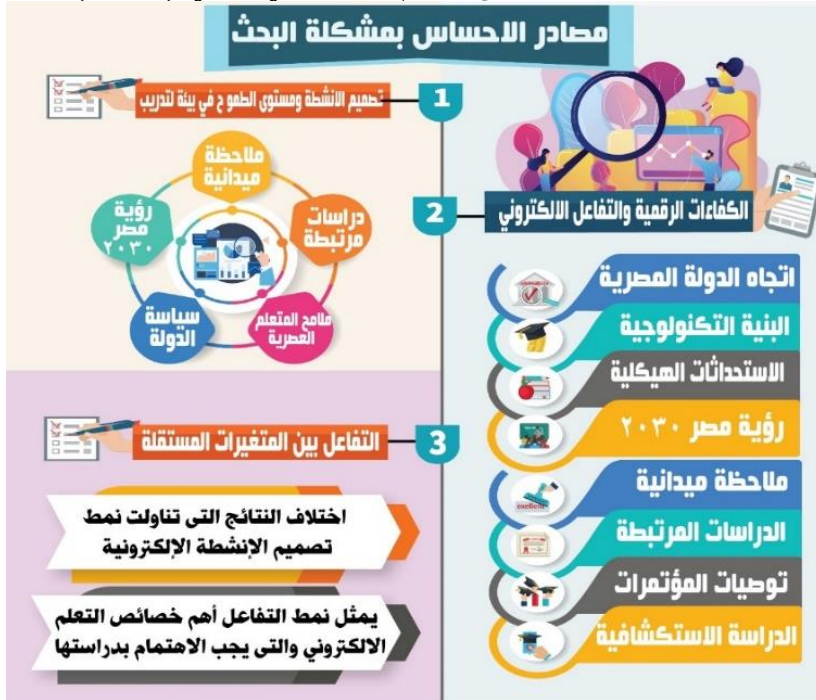 مصادر الاحساس بمشكلة البحث
1
تصميم الانشطة ومستوى الطموح في بيئة لتدريب
ملاحظة
ميدانية
دراسات
مرتبطة
ملامح المتعلم
العصرية
سياسة
الدولة
رؤية
مصر
٢٠٣٠
2
الكفاءات الرقمية والتفاعل الالكتروني
اتجاه الدولة المصرية
البنية التكنولوجية
الاستحداثات الهيكلية
رؤية مصر ٢٠٣٠
ملاحظة ميدانية
الدراسات المرتبطة
توصيات المؤتمرات
الدراسة الاستكشافية
3
التفاعل بين المتغيرات المستقلة
اختلاف النتائج التى تناولت نمط
تصميم الإنشطة الإلكترونية
يمثل نمط التفاعل أهم خصائص التعلم
الالكتروني والتى يجب الاهتمام بدراستها